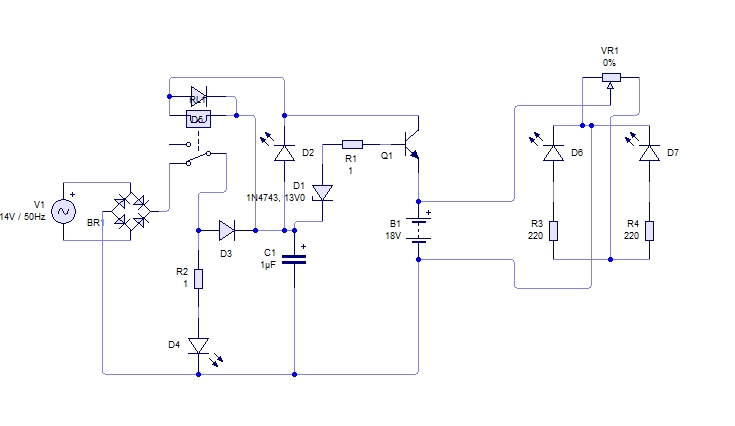 VR1
0%
RL1
D5
D2
R1
1
Q1
D6
D7
D1
1N4743, 13V0
V1
14V / 50Hz
BR1
B1
18V
R3
220
R4
220
D3
C1
1µF
R2
1
D4